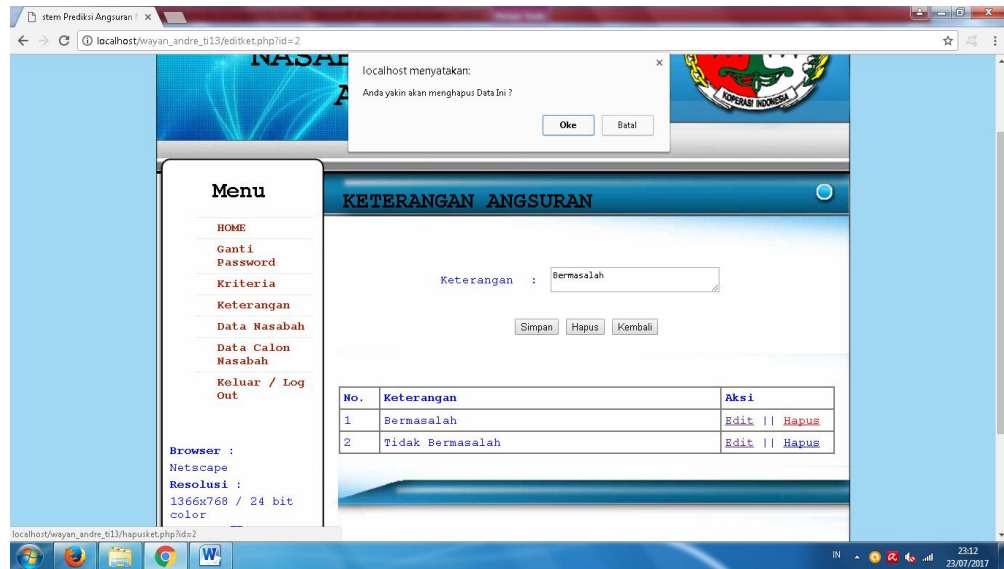 stem Prediksi Angsuran
localhost/wayan_andre_ti13/editket.php?id=2
localhost menyatakan:
Anda yakin akan menghapus Data Ini ?
Oke Batal
KOPERASI INDONESIA
Menu
HOME
Ganti
Password
Kriteria
Keterangan
Data Nasabah
Data Calon
Nasabah
Keluar / Log
Out
Browser :
Netscape
Resolusi :
1366x768 / 24 bit
color
KETERANGAN ANGSURAN
Keterangan : Bermasalah
Simpan Hapus Kembali
No. Keterangan Aksi
1 Bermasalah Edit || Hapus
2 Tidak Bermasalah Edit || Hapus
localhost/wayan_andre_ti13/hapusket.php?id=2
IN 23:12
23/07/2017